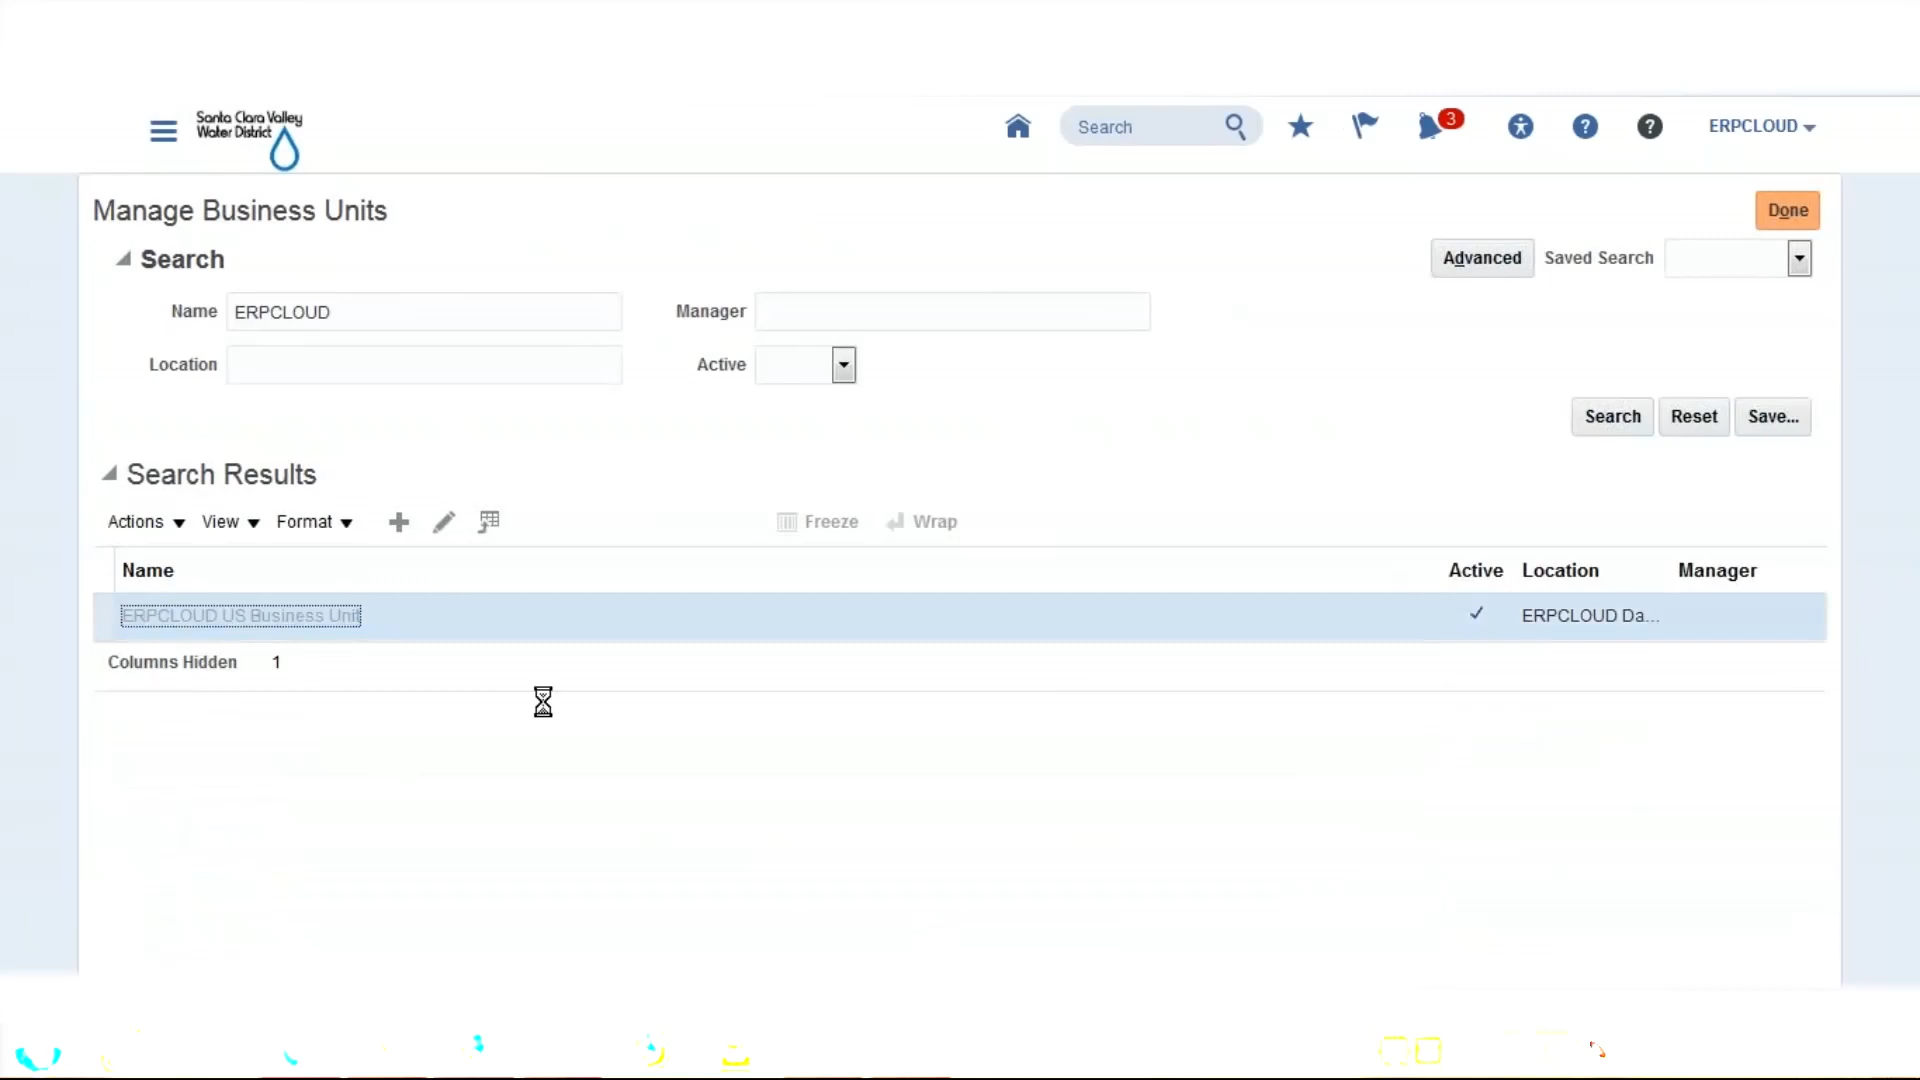 Santa Clara Valley
Water District
Search
3
ERPCLOUD
Manage Business Units
Done
Search
Advanced
Saved Search
Name
ERPCLOUD
Manager
Location
Active
Search
Reset
Save...
Search Results
Actions
View
Format
Freeze
Wrap
Name
Active
Location
Manager
ERPCLOUD US Business Unit
ERPCLOUD Da...
Columns Hidden
1